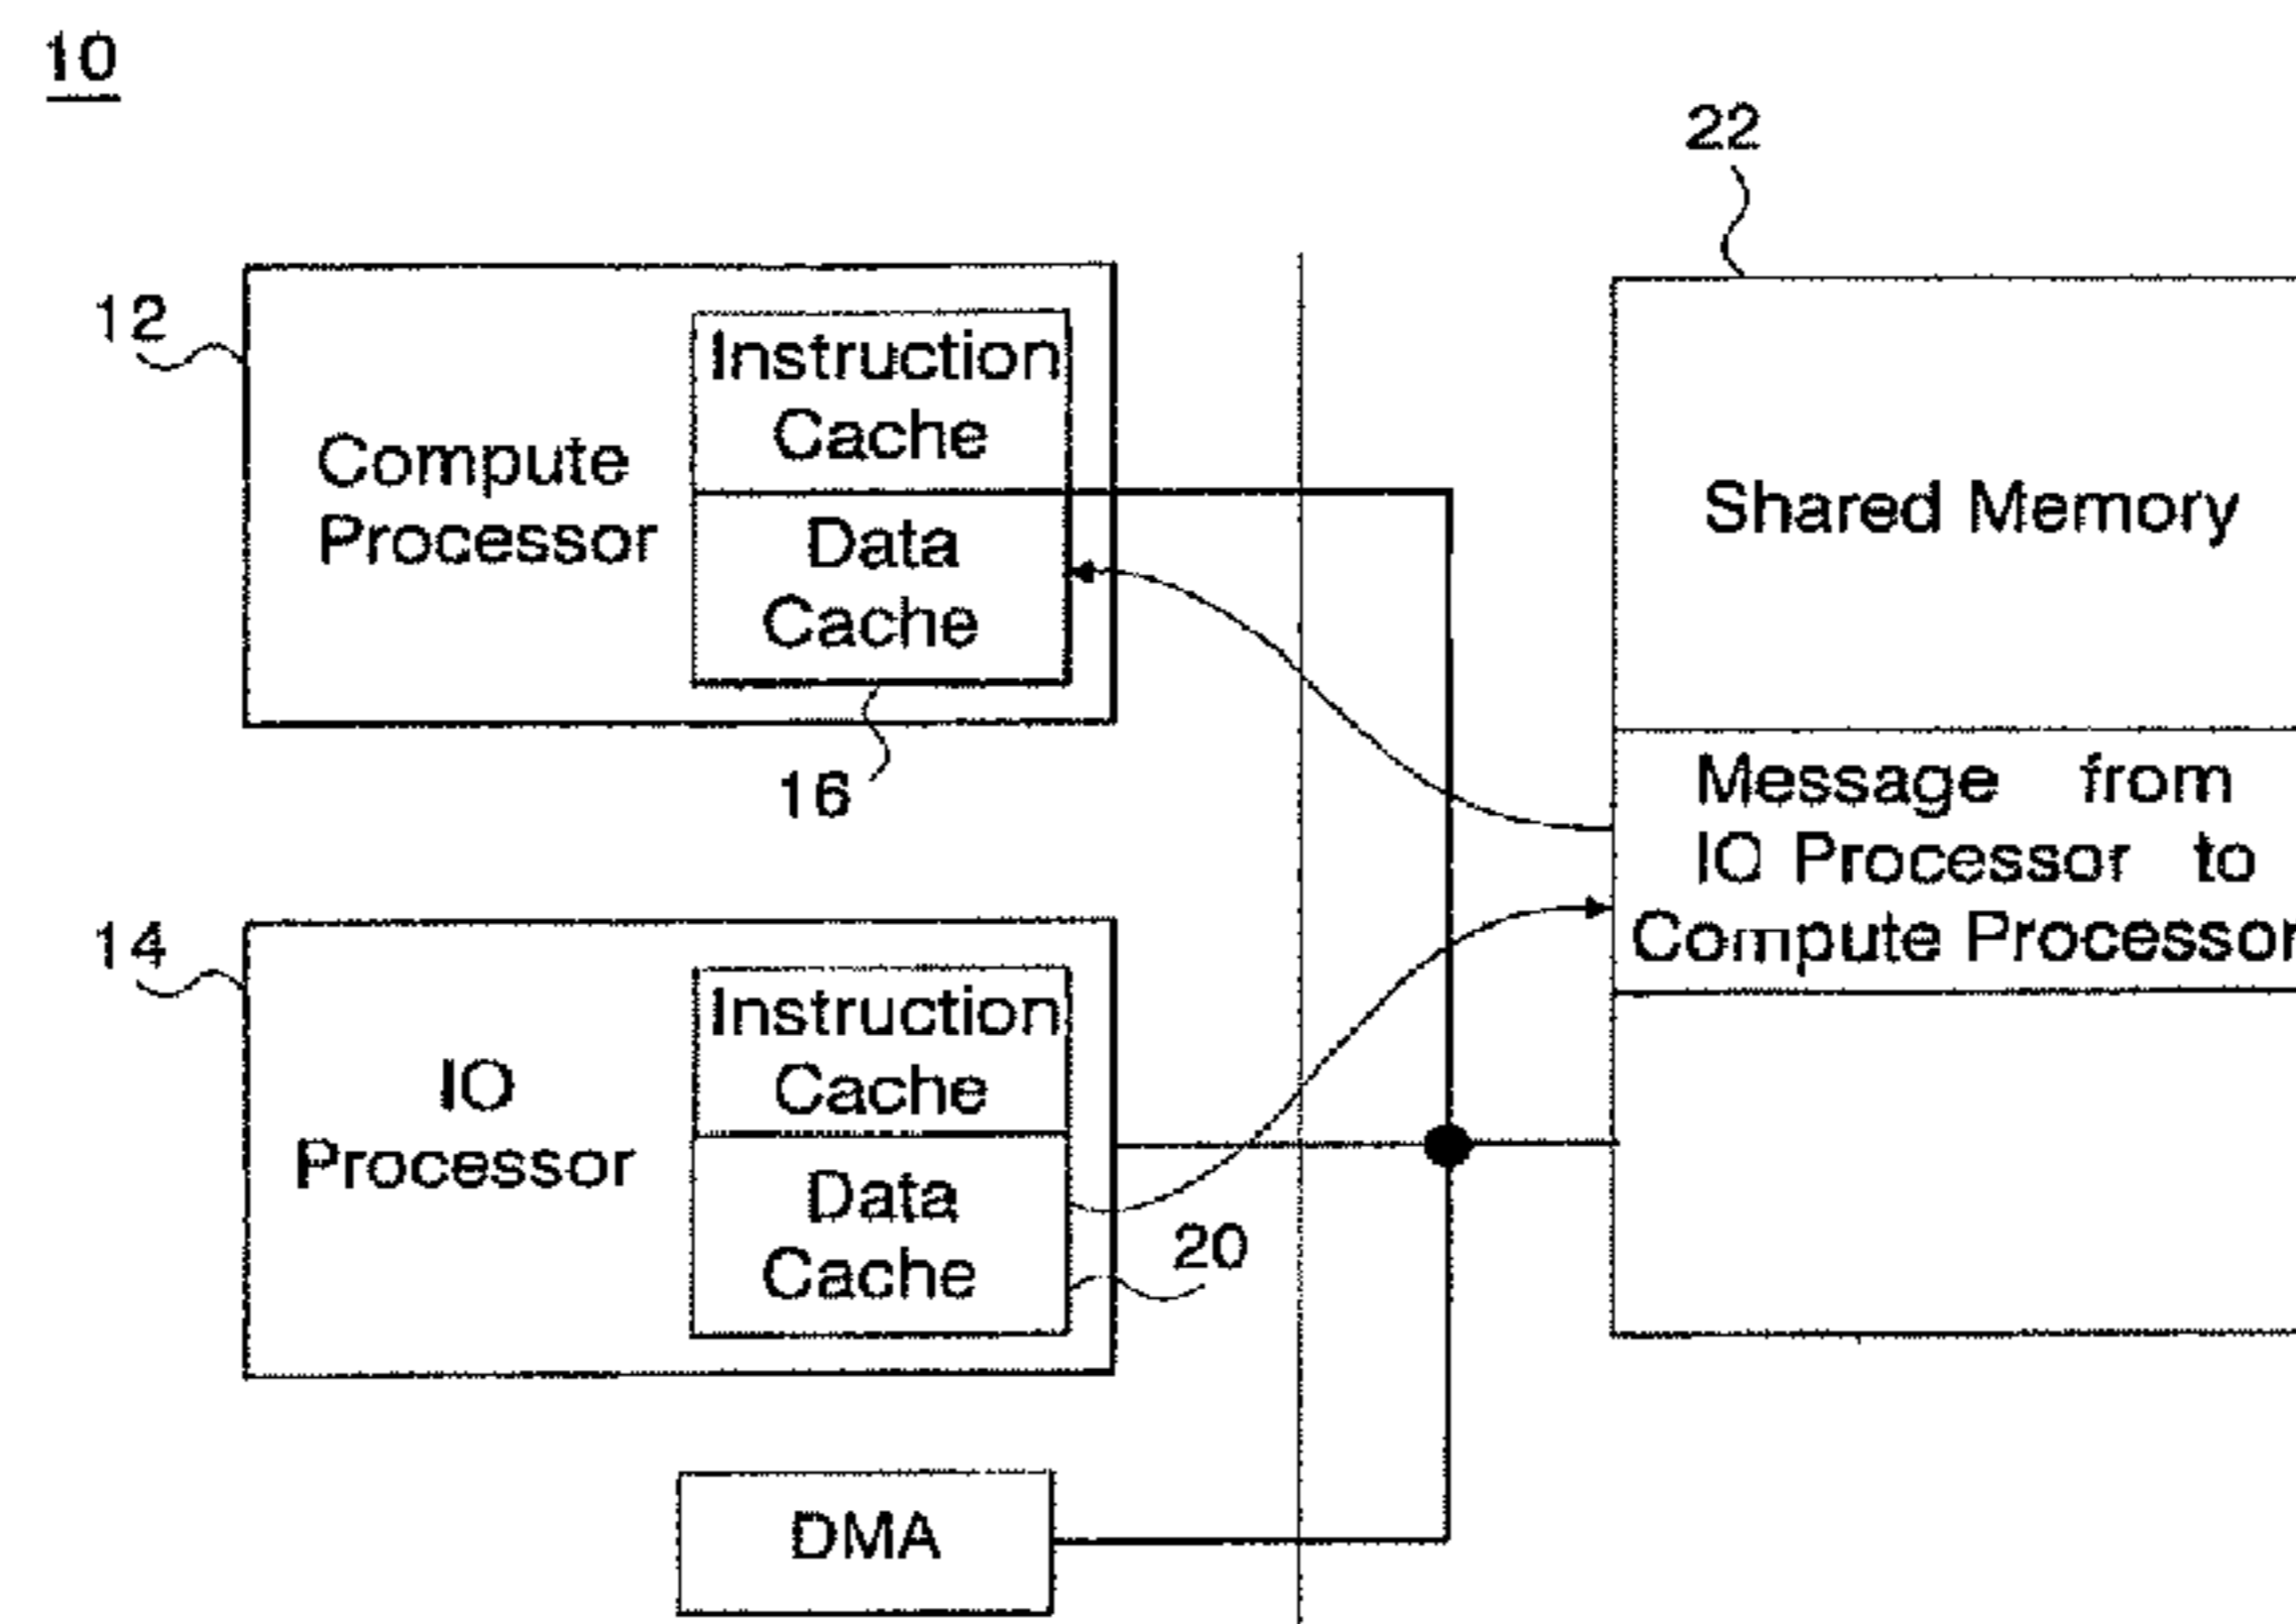 10
22
12
Instruction
Cache
Compute
Processor
Data
Cache
16
Shared Memory
Message from
IO Processor to
Compute Processor
14
Instruction
Cache
IO
Processor
Data
Cache
20
DMA